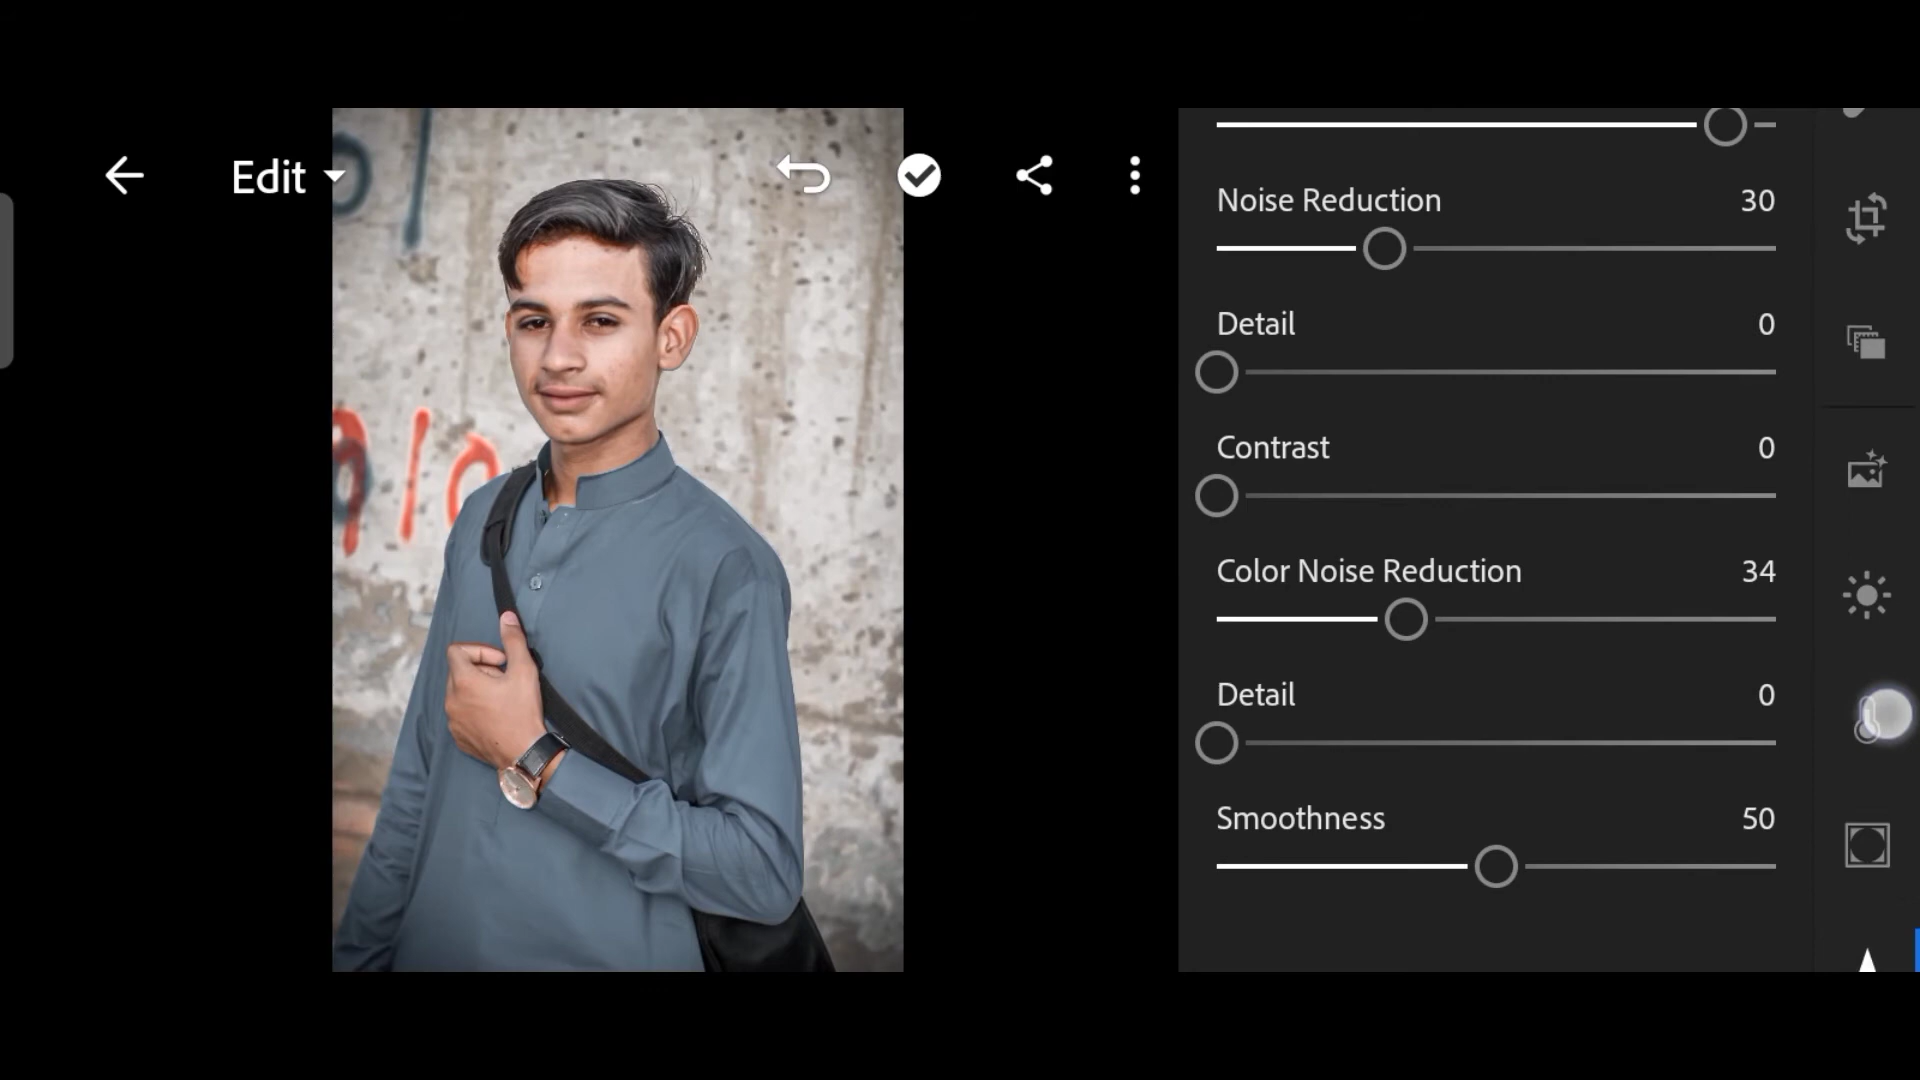 Edit
Noise Reduction 30
Detail 0
Contrast 0
Color Noise Reduction 34
Detail 0
Smoothness 50